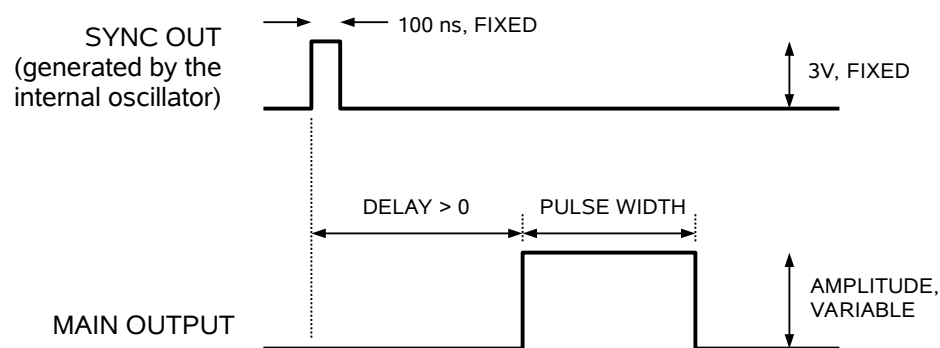 100 ns, FIXED
SYNC OUT
(generated by the
internal oscillator)
3V, FIXED
DELAY > 0
PULSE WIDTH
AMPLITUDE,
VARIABLE
MAIN OUTPUT